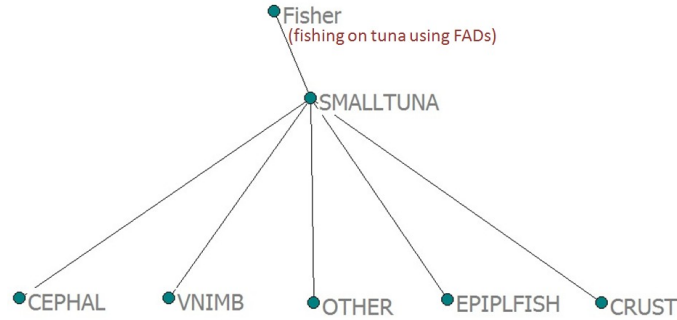 Fisher
(fishing on tuna using FADs)
SMALLTUNA
CEPHAL
VNIMB
OTHER
EPIPLFISH
CRUST